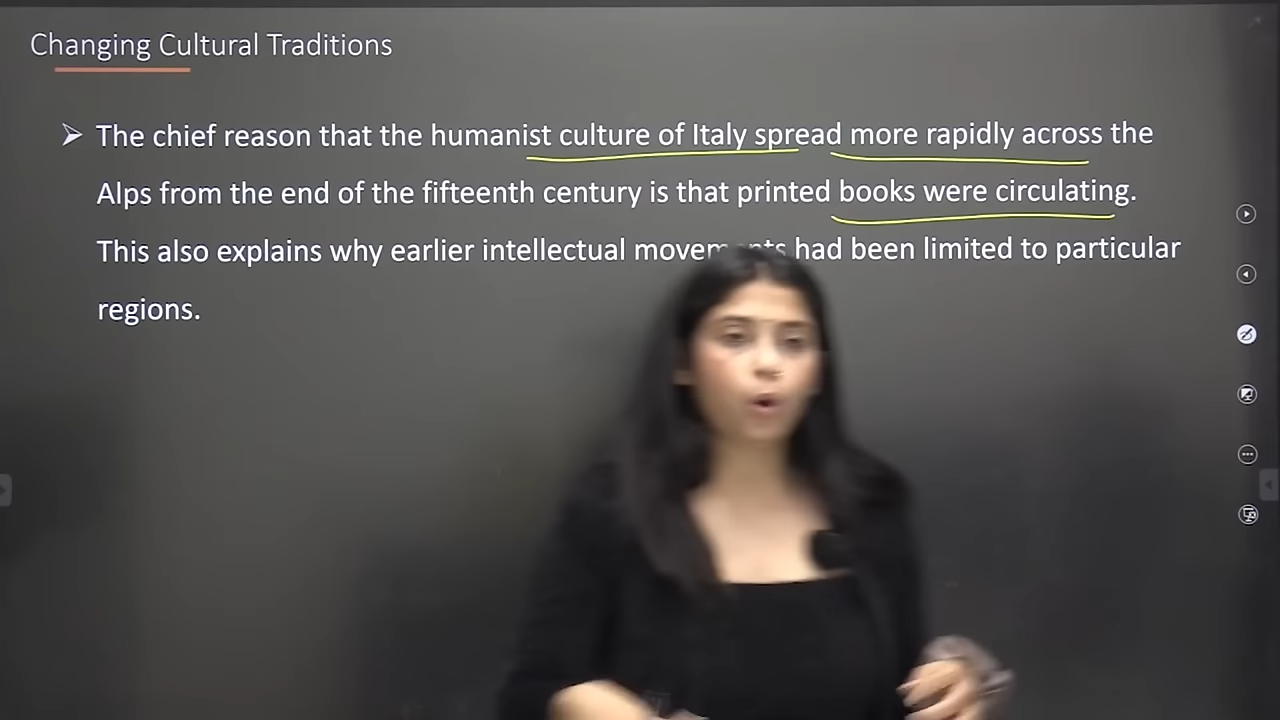 Changing Cultural Traditions
The chief reason that the humanist culture of Italy spread more rapidly across the
Alps from the end of the fifteenth century is that printed books were circulating.
This also explains why earlier intellectual movements had been limited to particular
regions.